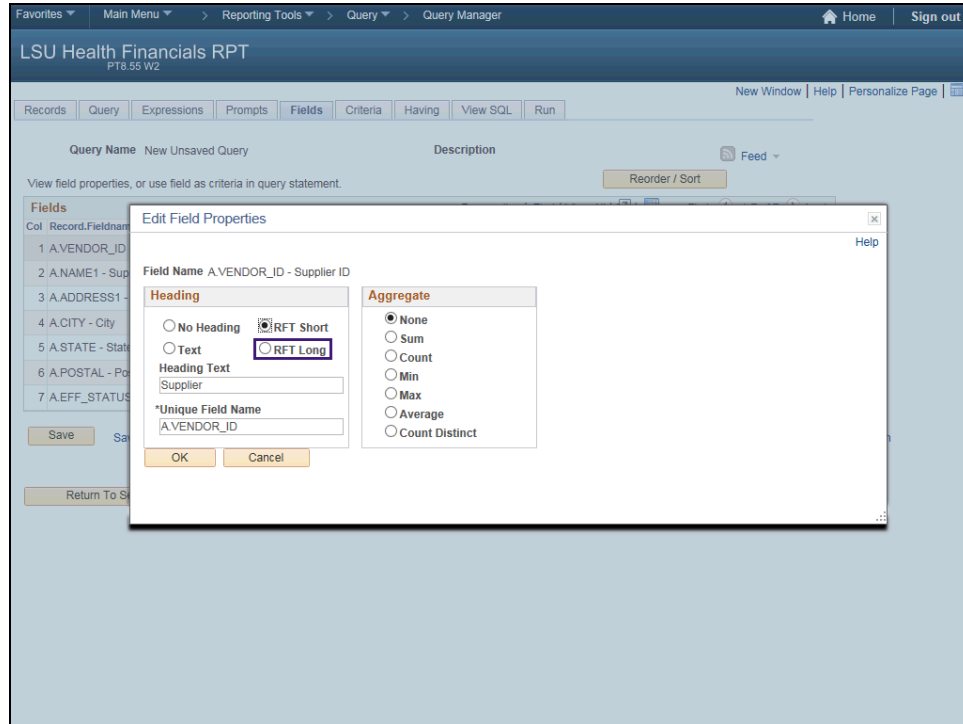 Favorites Main Menu > Reporting Tools > Query > Query Manager Home Sign out
LSU Health Financials RPT
PT8.55 W2
New Window | Help | Personalize Page |
Records Query Expressions Prompts Fields Criteria Having View SQL Run
Query Name New Unsaved Query Description Feed
View field properties, or use field as criteria in query statement. Reorder / Sort
Fields
Col Record.Fieldnam
1 A.VENDOR_ID
2 A.NAME1 - Sup
3 A.ADDRESS1 -
4 A.CITY - City
5 A.STATE - State
6 A.POSTAL - Po
7 A.EFF_STATUS
Save Sa
Return To Se
Edit Field Properties
Help
Field Name A.VENDOR_ID - Supplier ID
Heading
No Heading RFT Short
Text RFT Long
Heading Text
Supplier
*Unique Field Name
A.VENDOR_ID
Aggregate
None
Sum
Count
Min
Max
Average
Count Distinct
OK Cancel